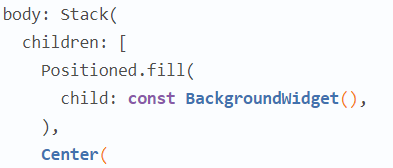 body: Stack(
  children: [
    Positioned.fill(
      child: const BackgroundWidget(),
    ),
    Center(